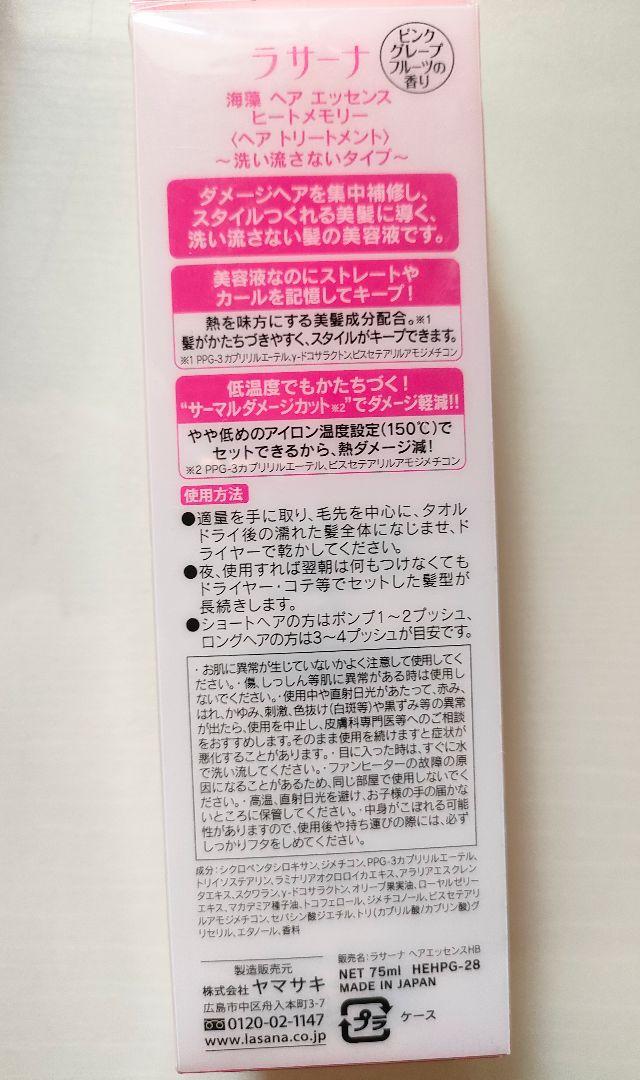 ラサーナ
ピンク
グレープ
フルーツの
香り
海藻 ヘア エッセンス
ヒートメモリー
〈ヘア トリートメント〉
～洗い流さないタイプ～
ダメージヘアを集中補修し、
スタイルつくれる美髪に導く、
洗い流さない髪の美容液です。
美容液なのにストレートや
カールを記憶してキープ!
熱を味方にする美髪成分配合。※1
髪がかたちづきやすく、スタイルがキープできます。
※1 PPG-3カプリリルエーテル、γ-ドコサラクトン、ビスセテアリルアモジメチコン
低温度でもかたちづく!
“サーマルダメージカット※2”でダメージ軽減!!
やや低めのアイロン温度設定(150℃)で
セットできるから、熱ダメージ減!
※2 PPG-3カプリリルエーテル、ビスセテアリルアモジメチコン
使用方法
●適量を手に取り、毛先を中心に、タオル
ドライ後の濡れた髪全体になじませ、ド
ライヤーで乾かしてください。
●夜、使用すれば翌朝は何もつけなくても
ドライヤー・コテ等でセットした髪型が
長続きします。
●ショートヘアの方はポンプ1～2プッシュ、
ロングヘアの方は3～4プッシュが目安です。
・お肌に異常が生じていないかよく注意して使用してく
ださい。・傷、しっしん等肌に異常がある時は使用し
ないでください。・使用中や直射日光があたって、赤み、
はれ、かゆみ、刺激、色抜け(白斑等)や黒ずみ等の異常
が出たら、使用を中止し、皮膚科専門医等へのご相談
をおすすめします。そのまま使用を続けますと症状が
悪化することがあります。・目に入った時は、すぐに水
で洗い流してください。・ファンヒーターの故障の原
因になることがあるため、同じ部屋で使用しないでく
ださい。・高温、直射日光を避け、お子様の手の届かな
いところに保管してください。・中身がこぼれる可能
性がありますので、使用後や持ち運びの際には、必ず
しっかりフタをしめてください。
成分:シクロペンタシロキサン、ジメチコン、PPG-3カプリリルエーテル、
トリイソステアリン、ラミナリアオクロロイカエキス、アラリアエスクレン
タエキス、スクワラン、γ-ドコサラクトン、オリーブ果実油、ローヤルゼリー
エキス、マカデミア種子油、トコフェロール、ジメチコノール、ビスセテアリ
ルアモジメチコン、セバシン酸ジエチル、トリ(カプリル酸/カプリン酸)グ
リセリル、エタノール、香料
製造販売元
株式会社 ヤマサキ
広島市中区舟入本町3-7
0120-02-1147
www.lasana.co.jp
販売名:ラサーナ ヘアエッセンスHB
NET 75ml HEHPG-28
MADE IN JAPAN
プラ ケース